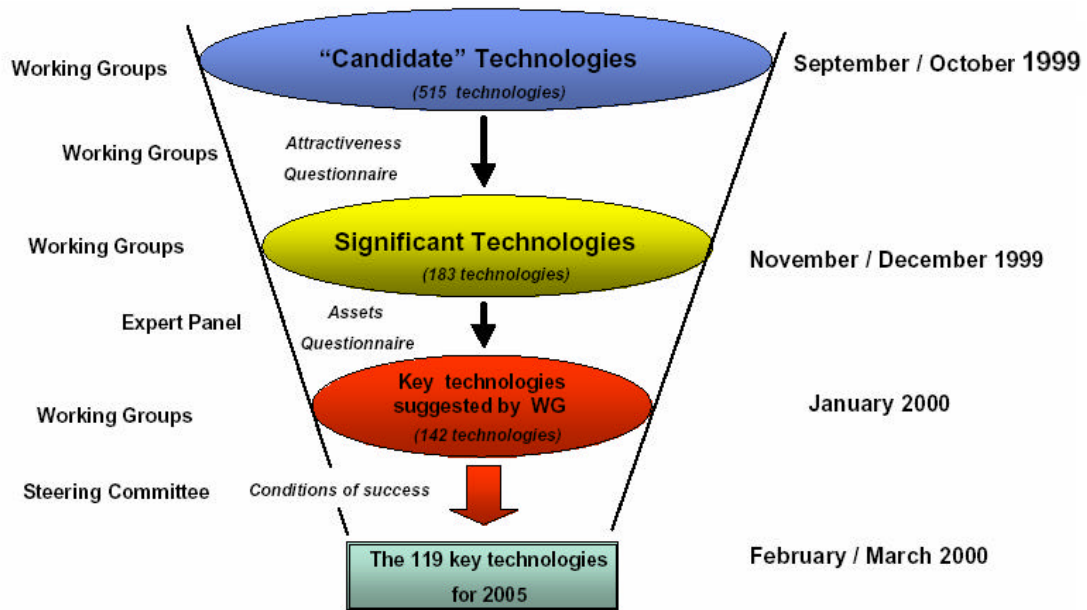 “Candidate” Technologies
(515 technologies)
Working Groups
September / October 1999
Working Groups
Attractiveness
Questionnaire
Significant Technologies
(183 technologies)
Working Groups
November / December 1999
Expert Panel
Assets
Questionnaire
Key technologies
suggested by WG
(142 technologies)
Working Groups
January 2000
Steering Committee
Conditions of success
The 119 key technologies
for 2005
February / March 2000